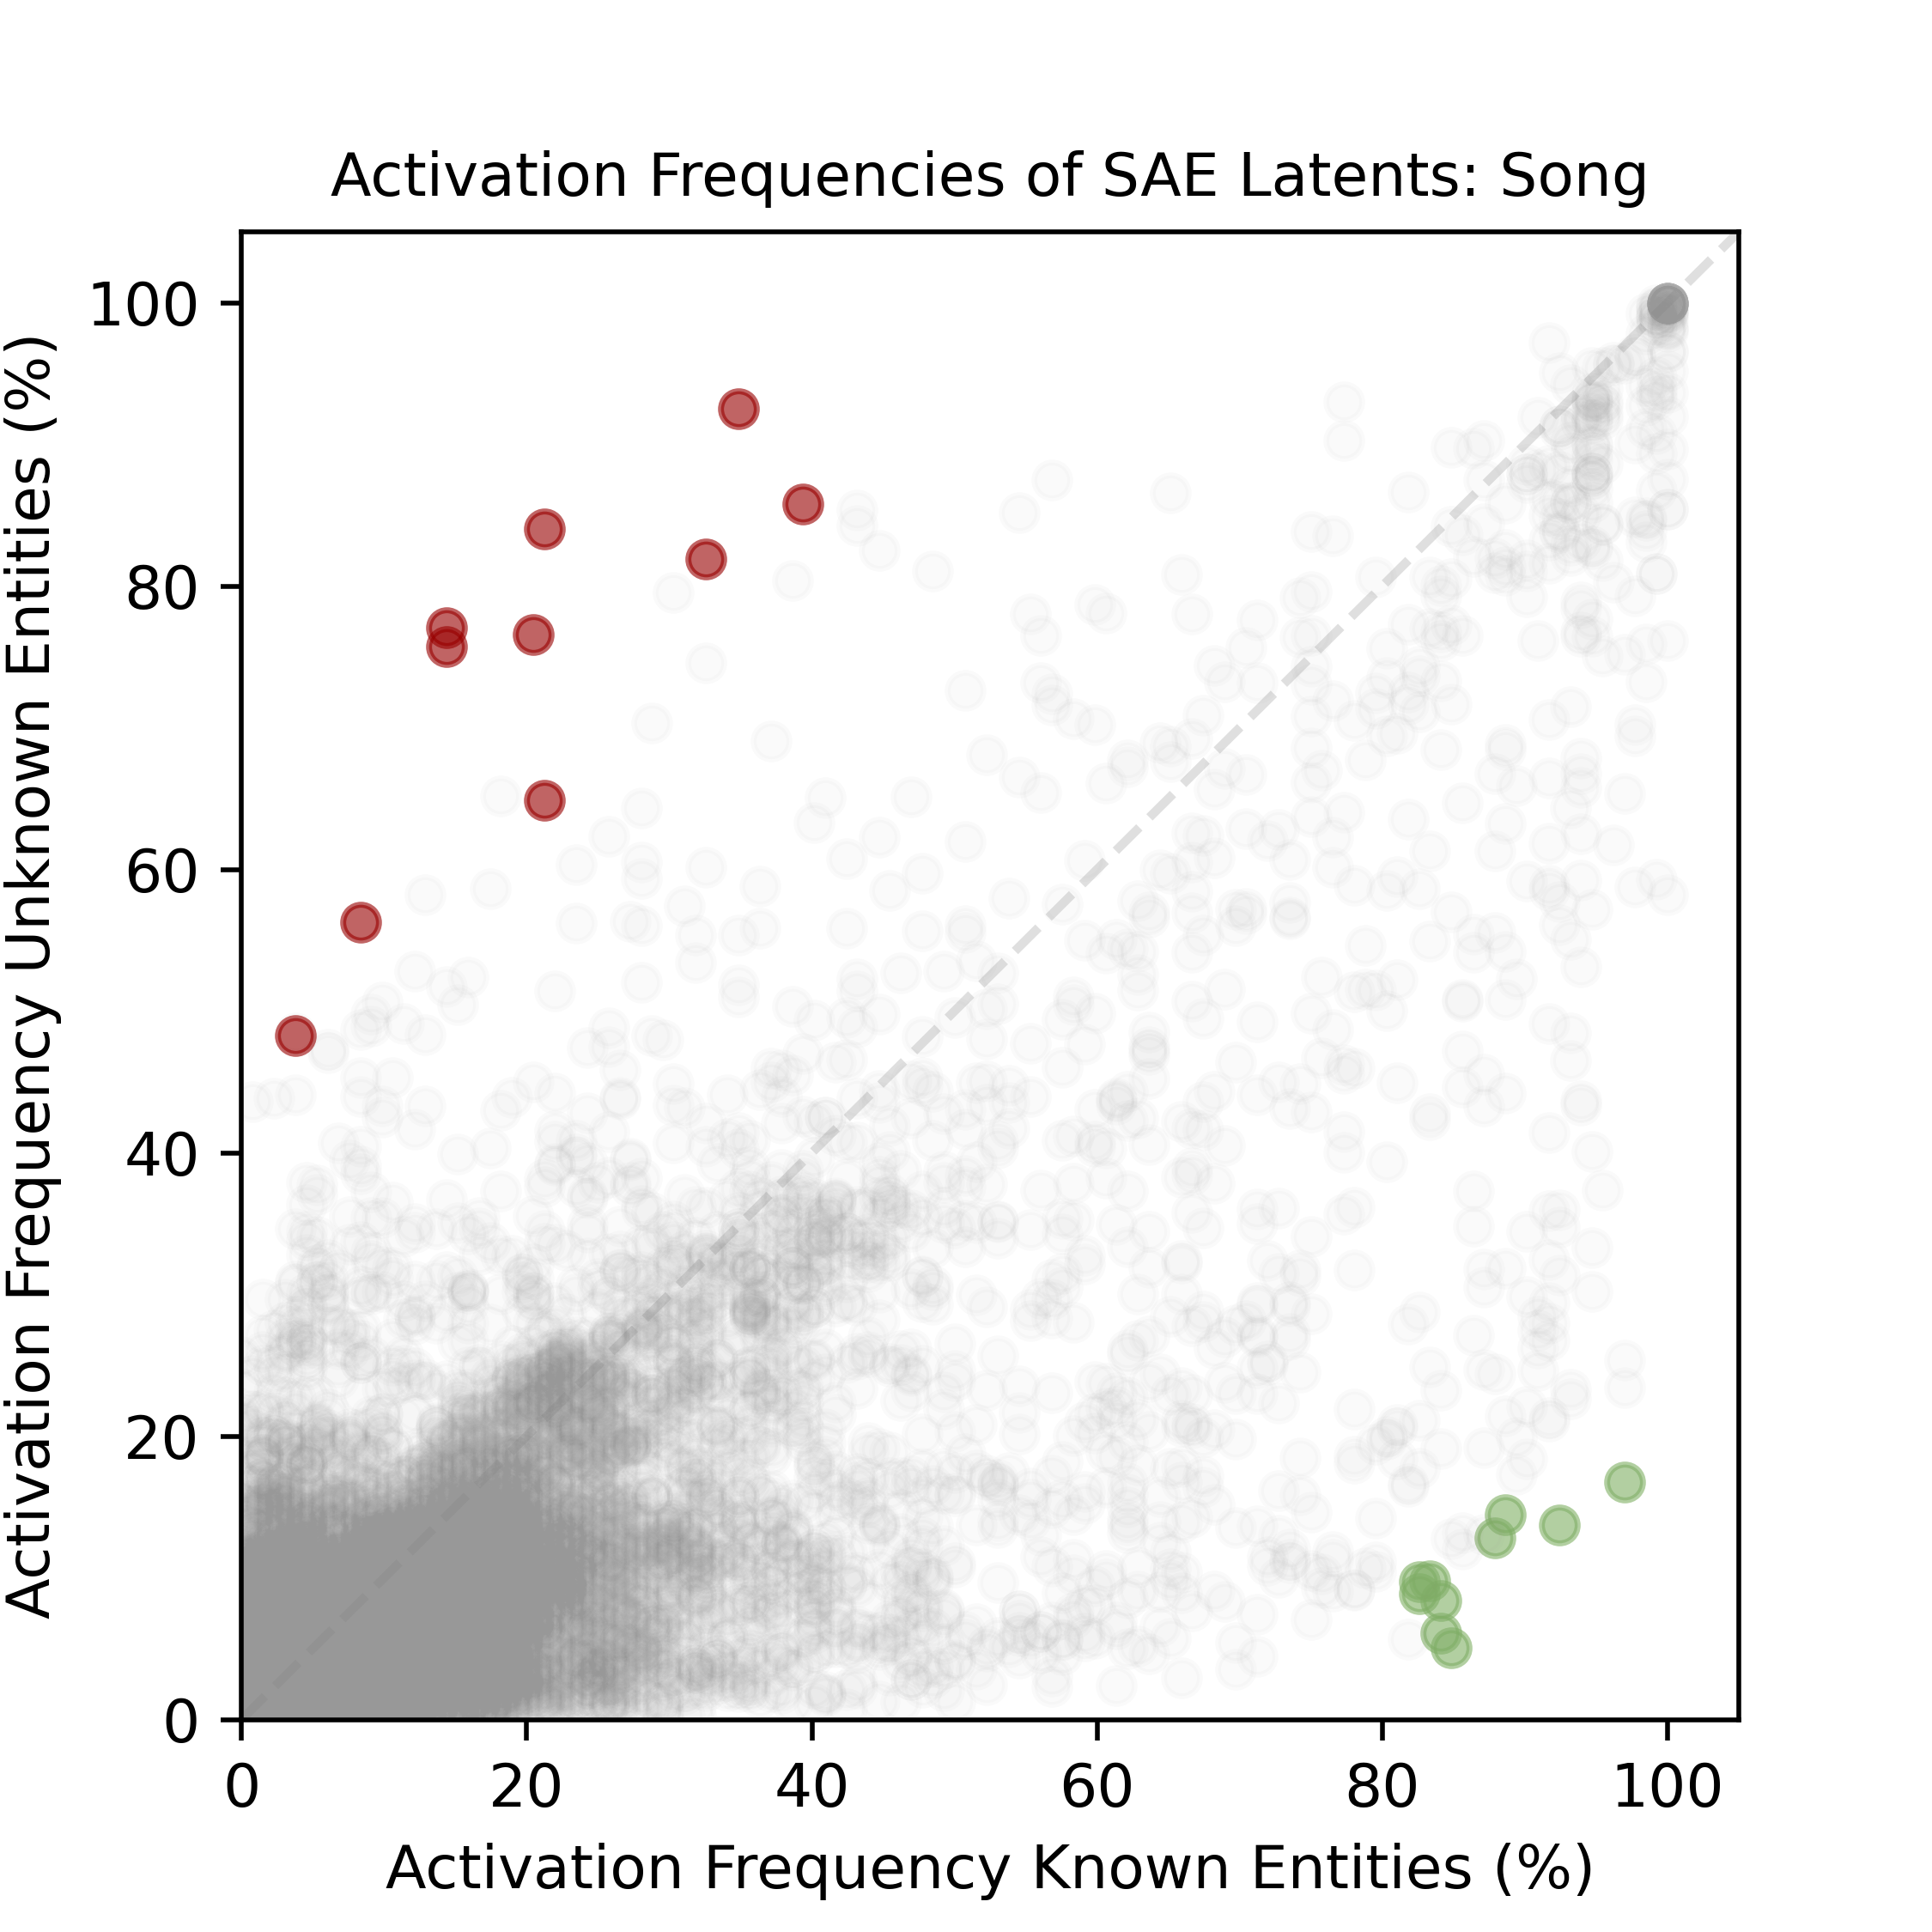 Activation Frequencies of SAE Latents: Song
Activation Frequency Unknown Entities (%)
100
80
60
40
20
0
0 20 40 60 80 100
Activation Frequency Known Entities (%)